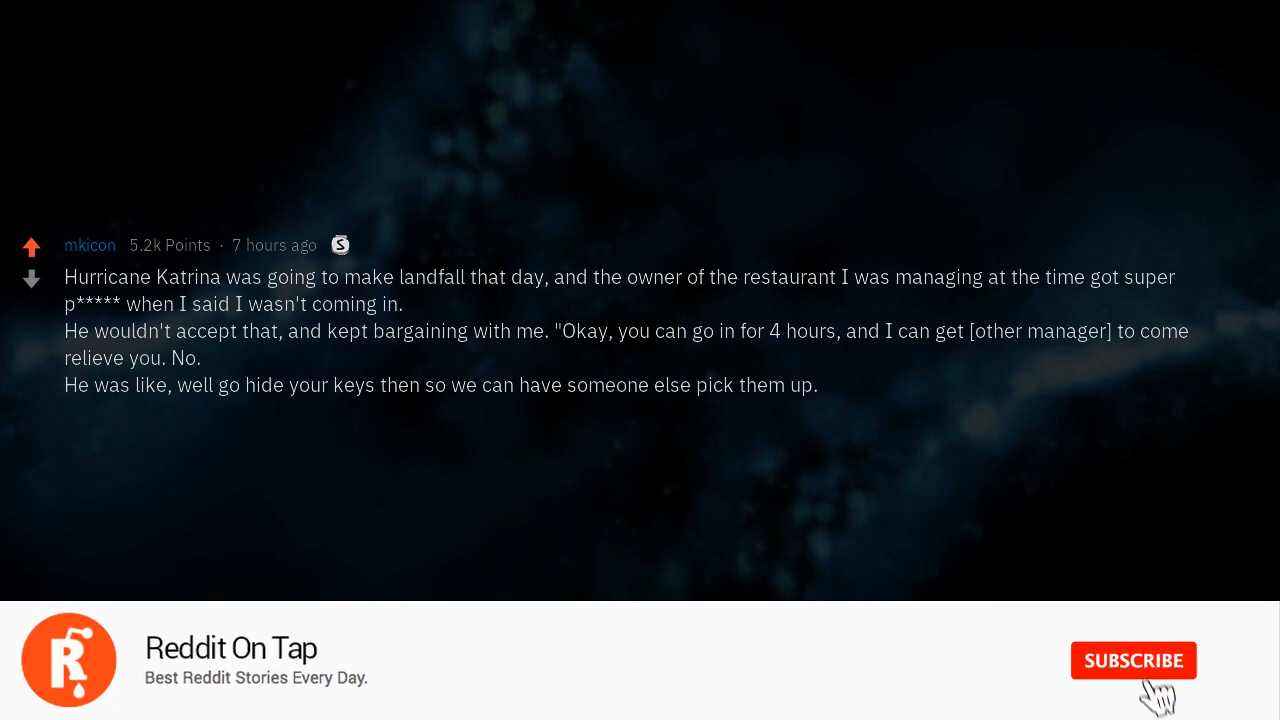 mkicon 5.2k Points · 7 hours ago S
Hurricane Katrina was going to make landfall that day, and the owner of the restaurant I was managing at the time got super
p***** when I said I wasn't coming in.
He wouldn't accept that, and kept bargaining with me. "Okay, you can go in for 4 hours, and I can get [other manager] to come
relieve you. No.
He was like, well go hide your keys then so we can have someone else pick them up.
R
Reddit On Tap
Best Reddit Stories Every Day.
SUBSCRIBE